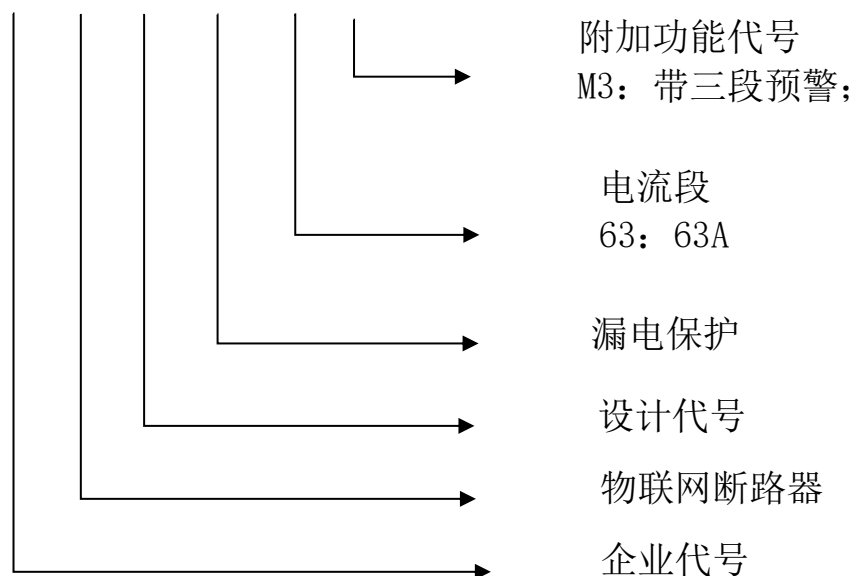 附加功能代号
M3：带三段预警；
电流段
63：63A
漏电保护
设计代号
物联网断路器
企业代号